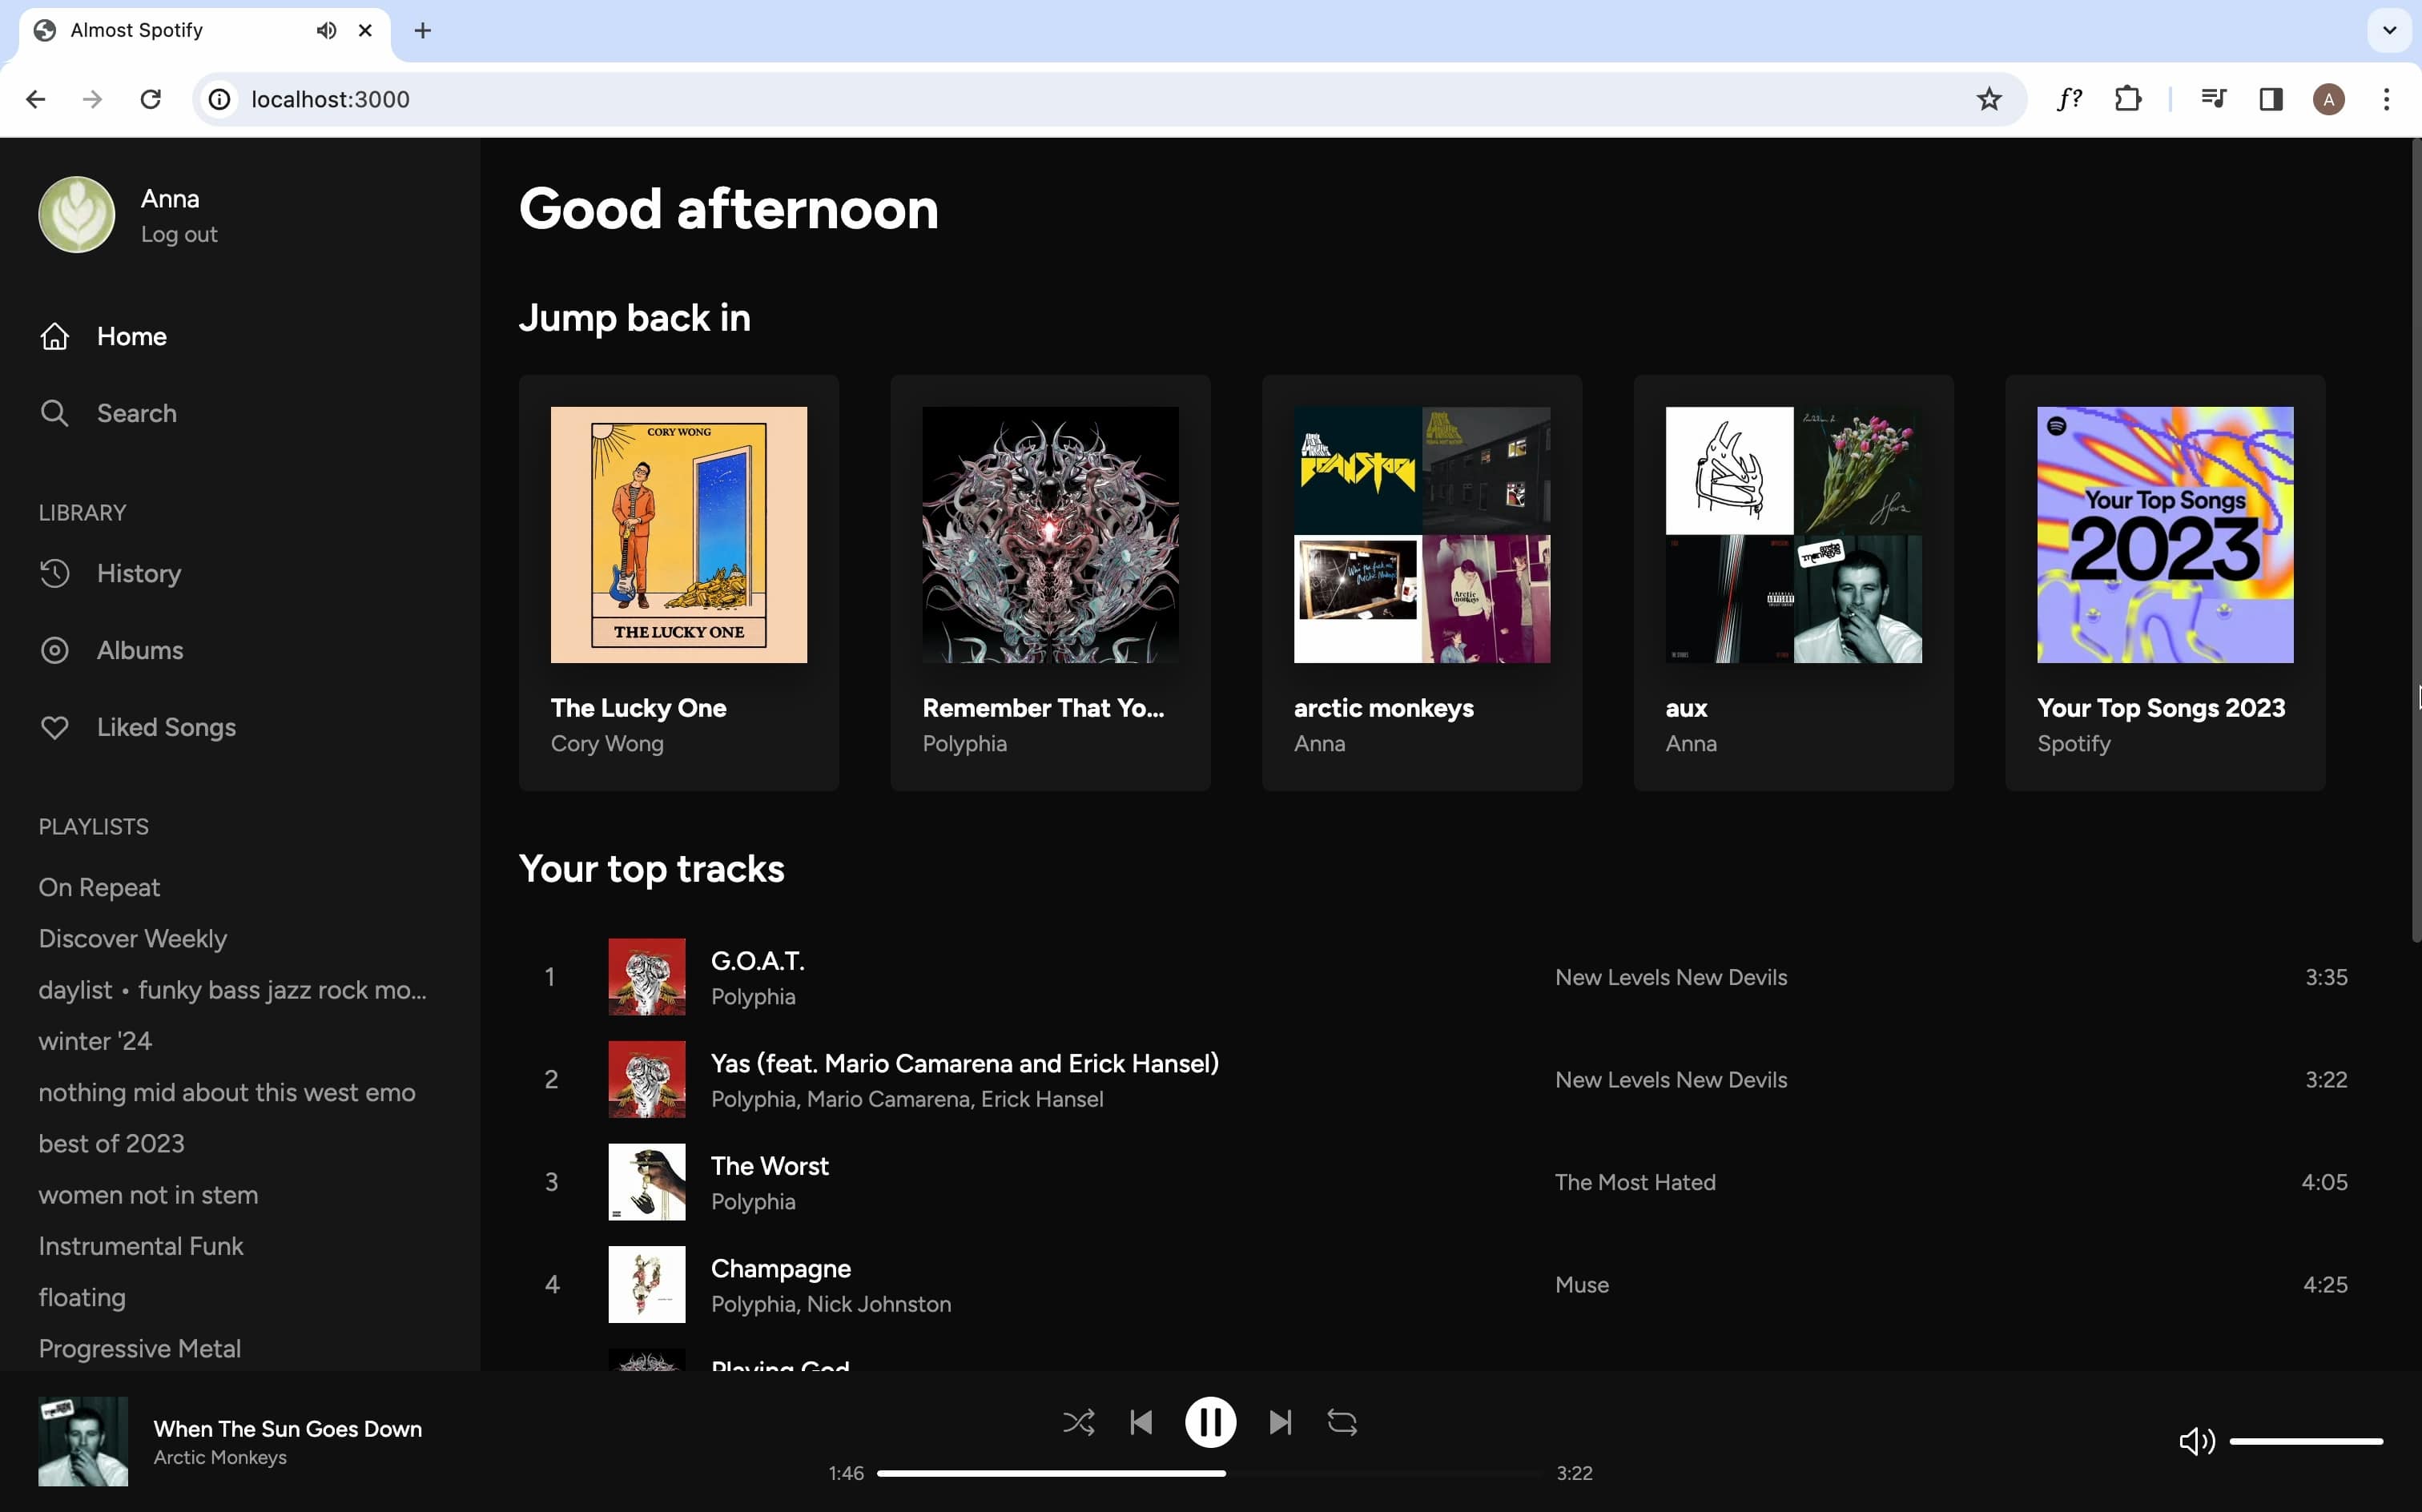 Almost Spotify
localhost:3000
f?
A
Anna
Log out
Home
Search
LIBRARY
History
Albums
Liked Songs
PLAYLISTS
On Repeat
Discover Weekly
daylist • funky bass jazz rock mo...
winter '24
nothing mid about this west emo
best of 2023
women not in stem
Instrumental Funk
floating
Progressive Metal
Good afternoon
Jump back in
CORY WONG
THE LUCKY ONE
The Lucky One
Cory Wong
Remember That Yo...
Polyphia
BRIANSTORM
Arctic Monkeys
arctic monkeys
Anna
aux
Anna
Your Top Songs
2023
Your Top Songs 2023
Spotify
Your top tracks
1
G.O.A.T.
Polyphia
New Levels New Devils
3:35
2
Yas (feat. Mario Camarena and Erick Hansel)
Polyphia, Mario Camarena, Erick Hansel
New Levels New Devils
3:22
3
The Worst
Polyphia
The Most Hated
4:05
4
Champagne
Polyphia, Nick Johnston
Muse
4:25
Playing God
When The Sun Goes Down
Arctic Monkeys
1:46
3:22